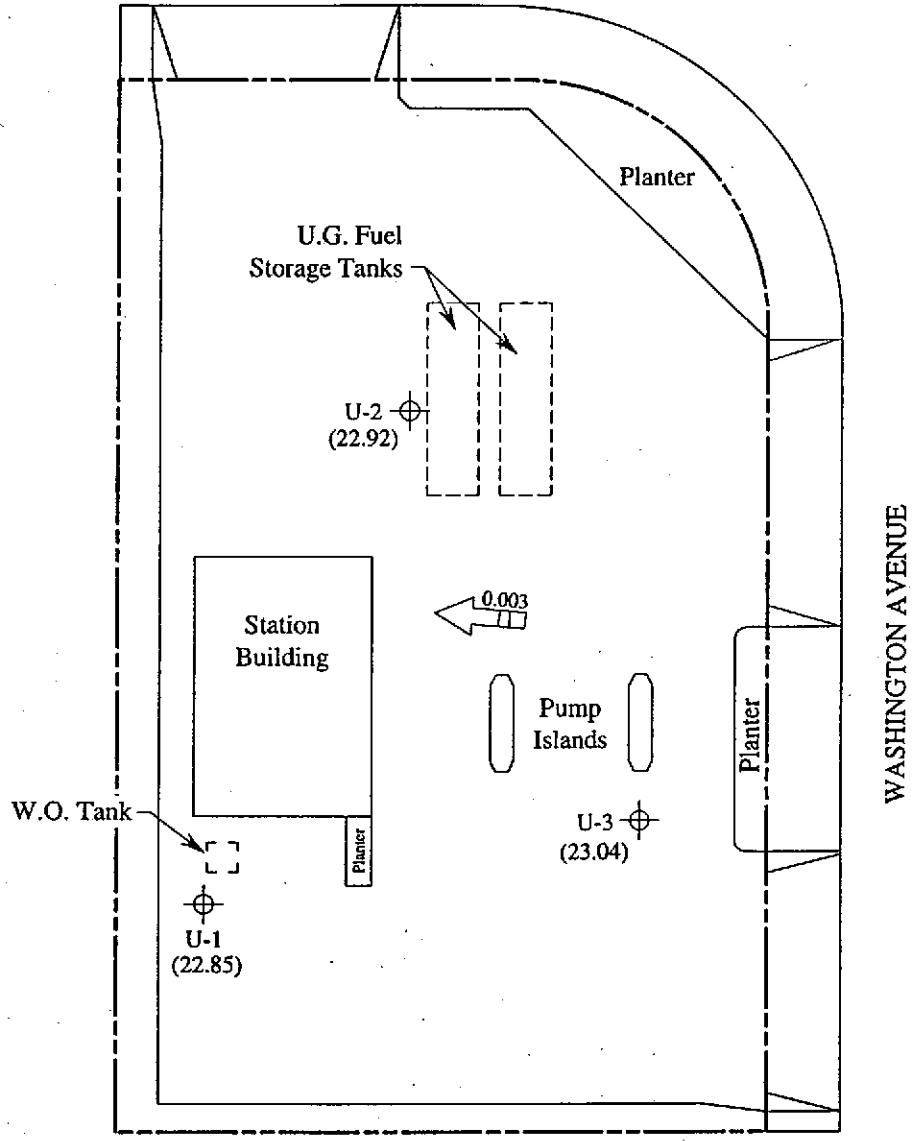 Planter
U.G. Fuel
Storage Tanks
U-2
(22.92)
WASHINGTON AVENUE
0.003
Station
Building
Pump
Islands
Planter
W.O. Tank
Planter
U-3
(23.04)
U-1
(22.85)